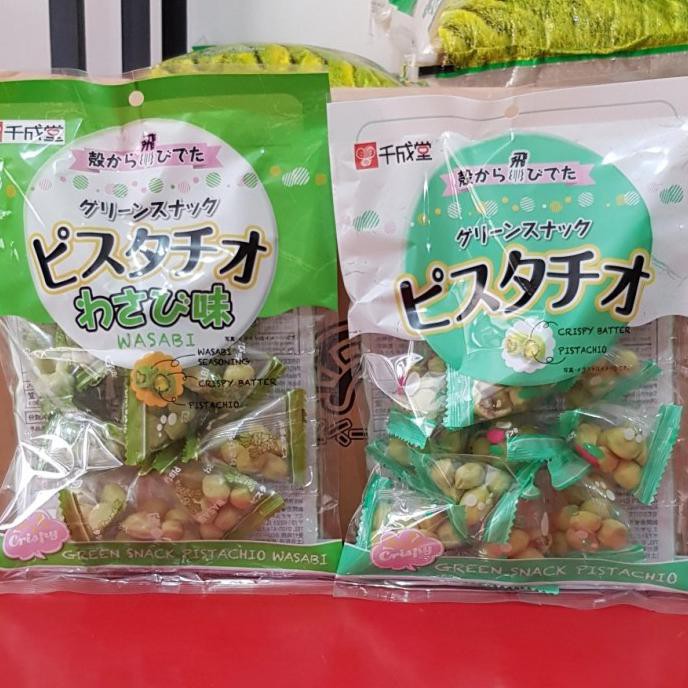 千成堂
殻から飛びでた
グリーンスナック
ピスタチオ
わさび味
WASABI
WASABI
SEASONING
CRISPY BATTER
PISTACHIO
Crispy
GREEN SNACK PISTACHIO WASABI
千成堂
殻から飛びでた
グリーンスナック
ピスタチオ
CRISPY BATTER
PISTACHIO
Crispy
GREEN SNACK PISTACHIO